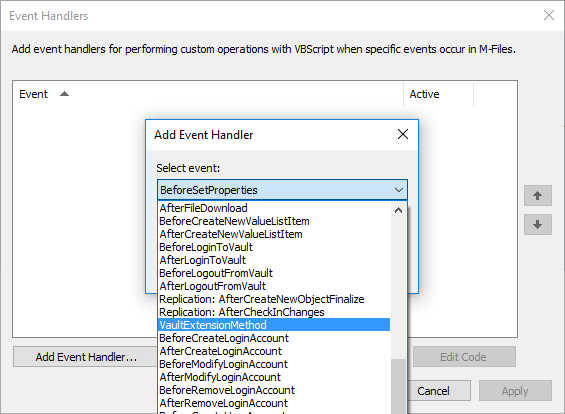 Event Handlers
Add event handlers for performing custom operations with VBScript when specific events occur in M-Files.
Event Active
Add Event Handler
Select event:
BeforeSetProperties
AfterFileDownload
BeforeCreateNewValueListItem
AfterCreateNewValueListItem
BeforeLoginToVault
AfterLoginToVault
BeforeLogoutFromVault
AfterLogoutFromVault
Replication: AfterCreateNewObjectFinalize
Replication: AfterCheckInChanges
VaultExtensionMethod
BeforeCreateLoginAccount
AfterCreateLoginAccount
BeforeModifyLoginAccount
AfterModifyLoginAccount
BeforeRemoveLoginAccount
AfterRemoveLoginAccount
Add Event Handler... Edit Code
Cancel Apply